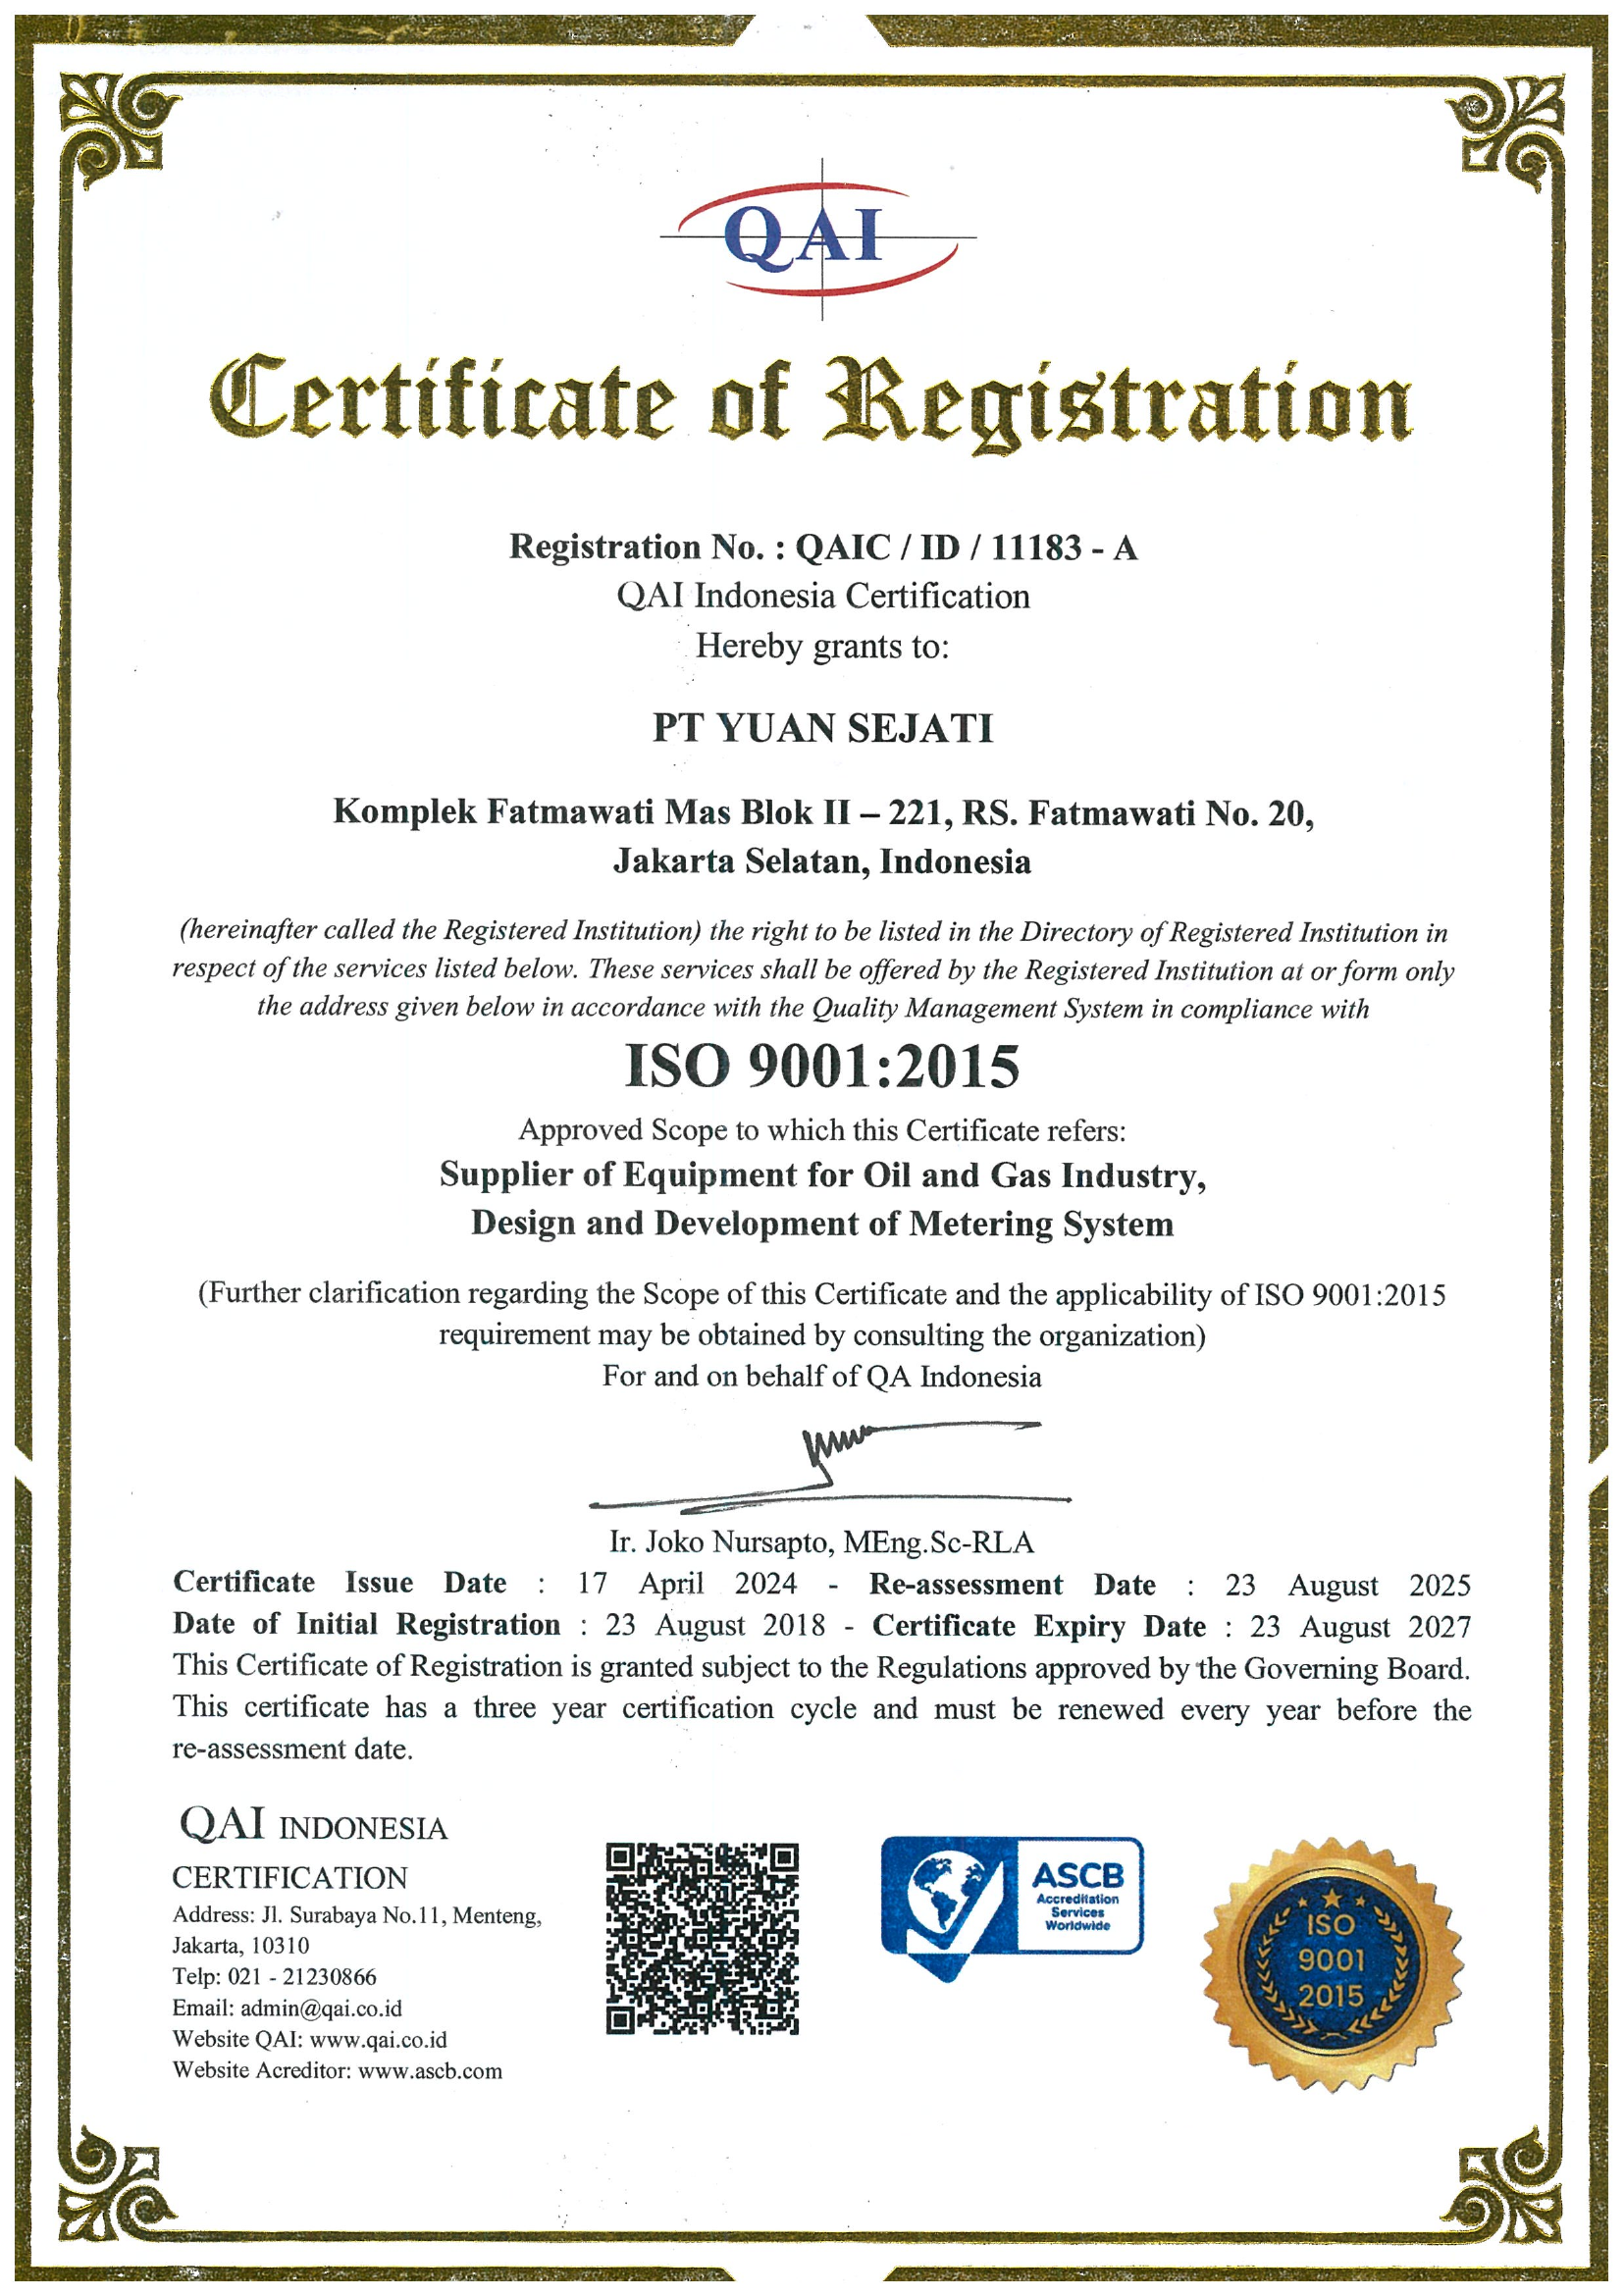 QAI
Certificate of Registration
Registration No. : QAIC / ID / 11183 - A
QAI Indonesia Certification
Hereby grants to:
PT YUAN SEJATI
Komplek Fatmawati Mas Blok II – 221, RS. Fatmawati No. 20,
Jakarta Selatan, Indonesia
(hereinafter called the Registered Institution) the right to be listed in the Directory of Registered Institution in
respect of the services listed below. These services shall be offered by the Registered Institution at or form only
the address given below in accordance with the Quality Management System in compliance with
ISO 9001:2015
Approved Scope to which this Certificate refers:
Supplier of Equipment for Oil and Gas Industry,
Design and Development of Metering System
(Further clarification regarding the Scope of this Certificate and the applicability of ISO 9001:2015
requirement may be obtained by consulting the organization)
For and on behalf of QA Indonesia
Ir. Joko Nursapto, MEng.Sc-RLA
Certificate Issue Date : 17 April 2024 - Re-assessment Date : 23 August 2025
Date of Initial Registration : 23 August 2018 - Certificate Expiry Date : 23 August 2027
This Certificate of Registration is granted subject to the Regulations approved by the Governing Board.
This certificate has a three year certification cycle and must be renewed every year before the
re-assessment date.
QAI INDONESIA
CERTIFICATION
Address: Jl. Surabaya No.11, Menteng,
Jakarta, 10310
Telp: 021 - 21230866
Email: admin@qai.co.id
Website QAI: www.qai.co.id
Website Acreditor: www.ascb.com
ASCB
Accreditation
Services
Worldwide
ISO
9001
2015